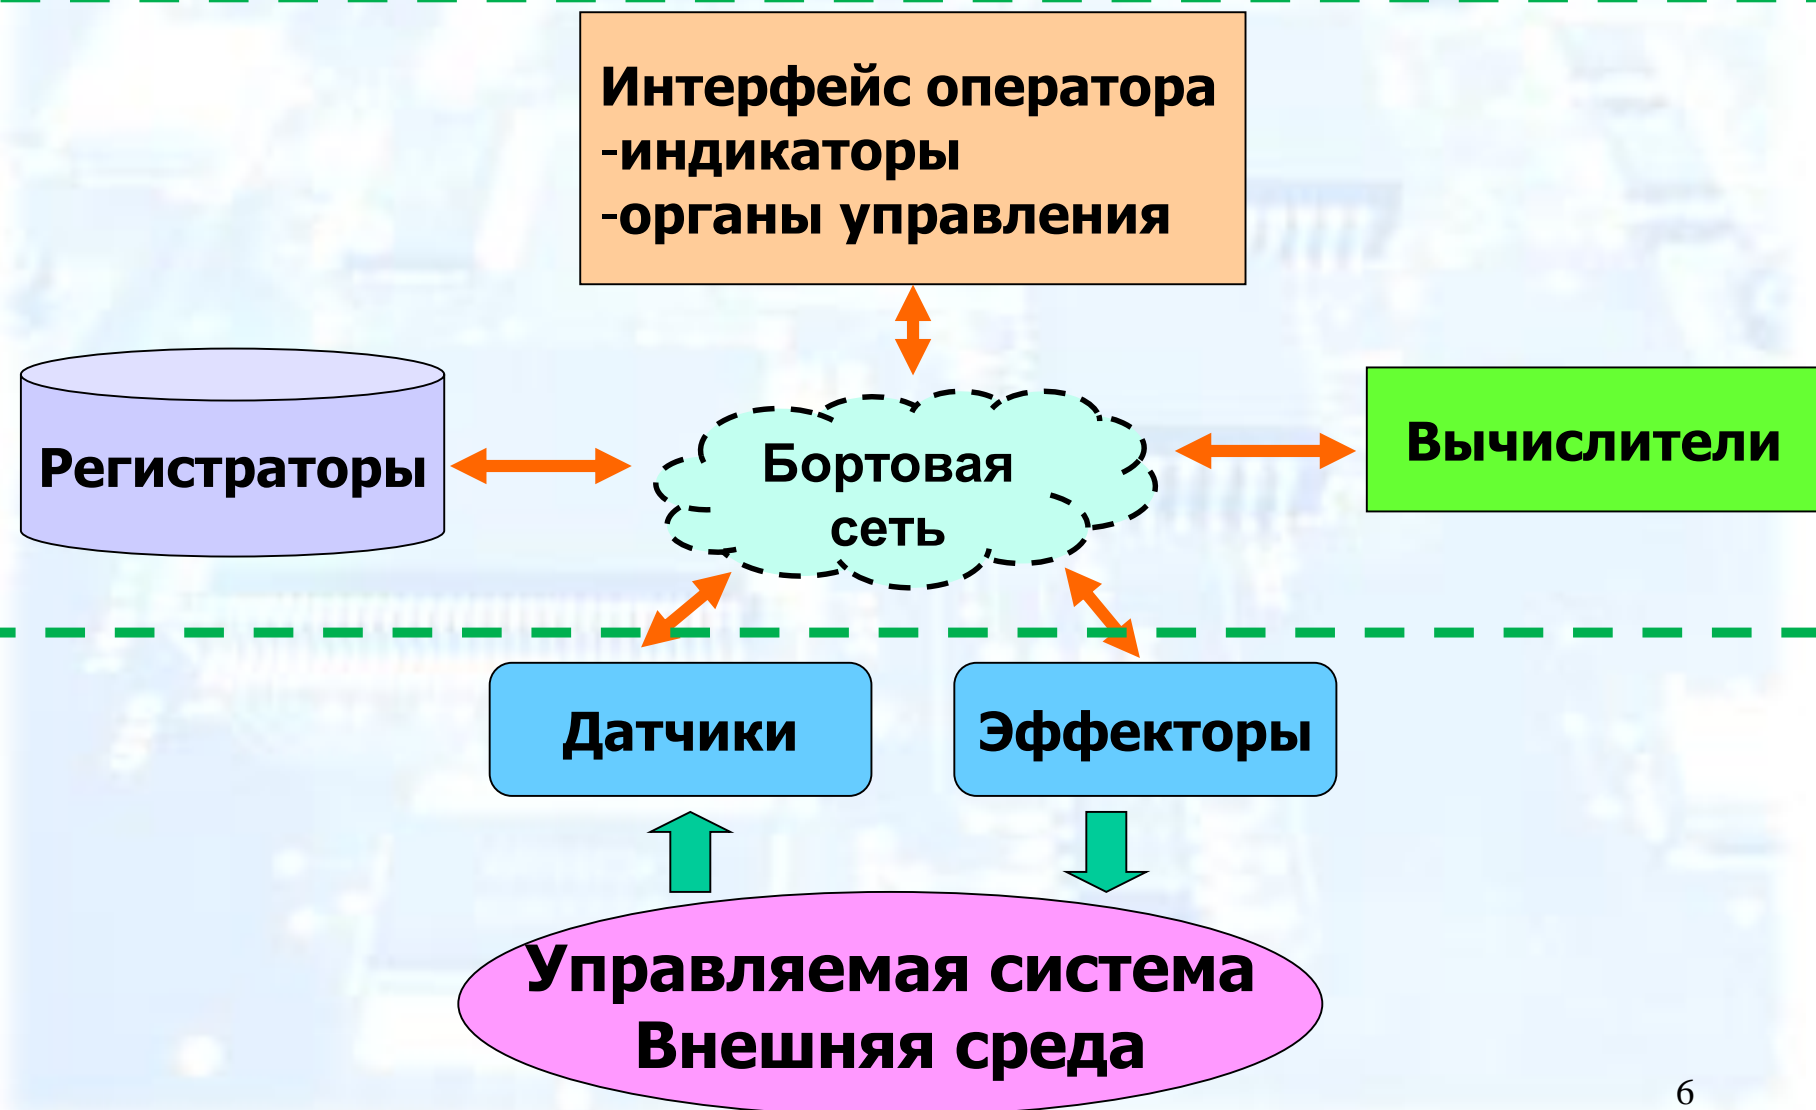 Интерфейс оператора
-индикаторы
-органы управления
Регистраторы
Бортовая
сеть
Вычислители
Датчики
Эффекторы
Управляемая система
Внешняя среда
6